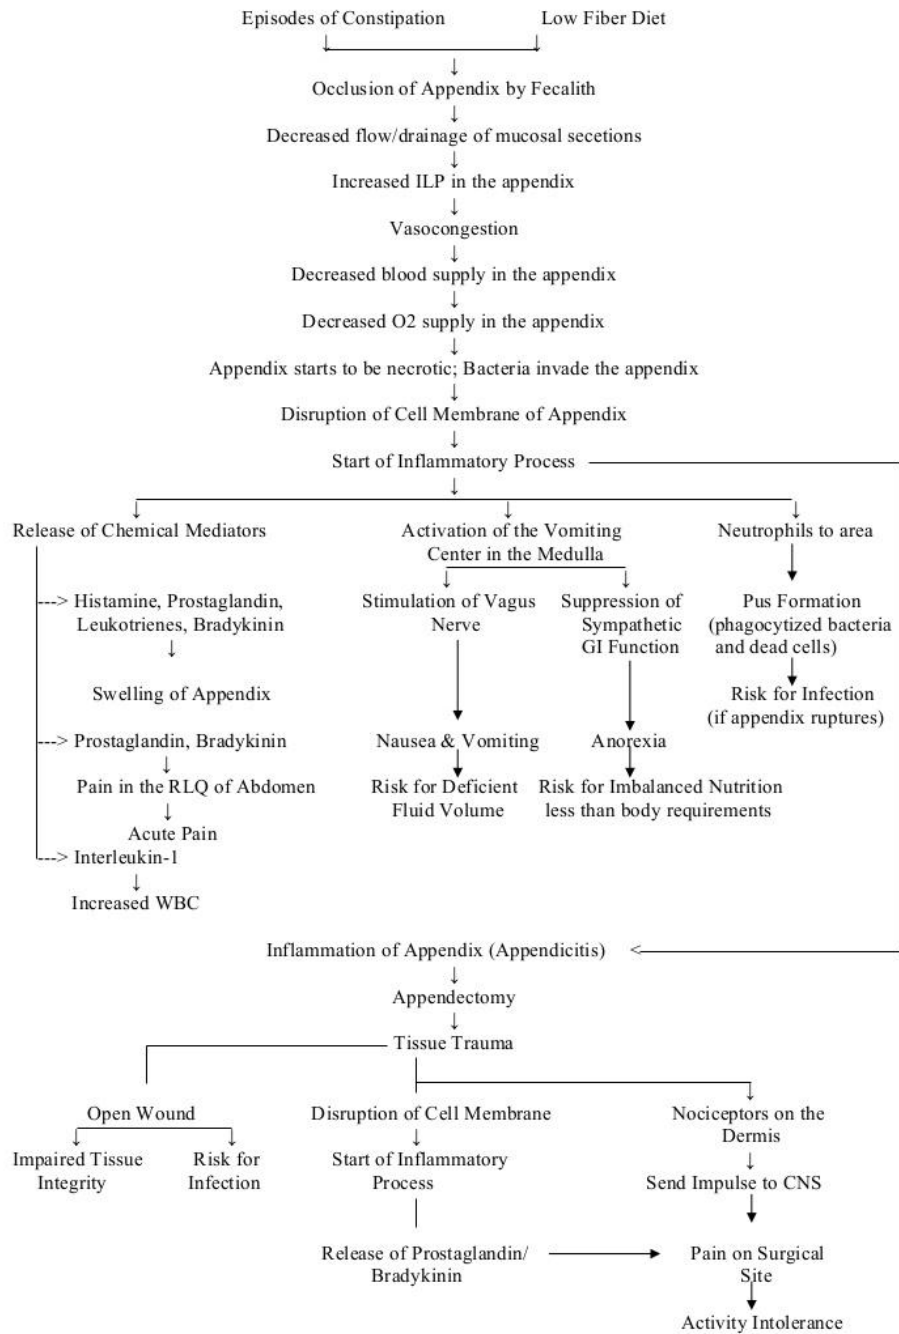 Episodes of Constipation
Low Fiber Diet
Occlusion of Appendix by Fecalith
Decreased flow/drainage of mucosal secetions
Increased ILP in the appendix
Vasocongestion
Decreased blood supply in the appendix
Decreased O2 supply in the appendix
Appendix starts to be necrotic; Bacteria invade the appendix
Disruption of Cell Membrane of Appendix
Start of Inflammatory Process
Release of Chemical Mediators
Histamine, Prostaglandin,
Leukotrienes, Bradykinin
Swelling of Appendix
Prostaglandin, Bradykinin
Pain in the RLQ of Abdomen
Acute Pain
Interleukin-1
Increased WBC
Activation of the Vomiting
Center in the Medulla
Stimulation of Vagus
Nerve
Nausea & Vomiting
Risk for Deficient
Fluid Volume
Suppression of
Sympathetic
GI Function
Anorexia
Risk for Imbalanced Nutrition
less than body requirements
Neutrophils to area
Pus Formation
(phagocytized bacteria
and dead cells)
Risk for Infection
(if appendix ruptures)
Inflammation of Appendix (Appendicitis)
Appendectomy
Tissue Trauma
Open Wound
Impaired Tissue
Integrity
Risk for
Infection
Disruption of Cell Membrane
Start of Inflammatory
Process
Release of Prostaglandin/
Bradykinin
Nociceptors on the
Dermis
Send Impulse to CNS
Pain on Surgical
Site
Activity Intolerance